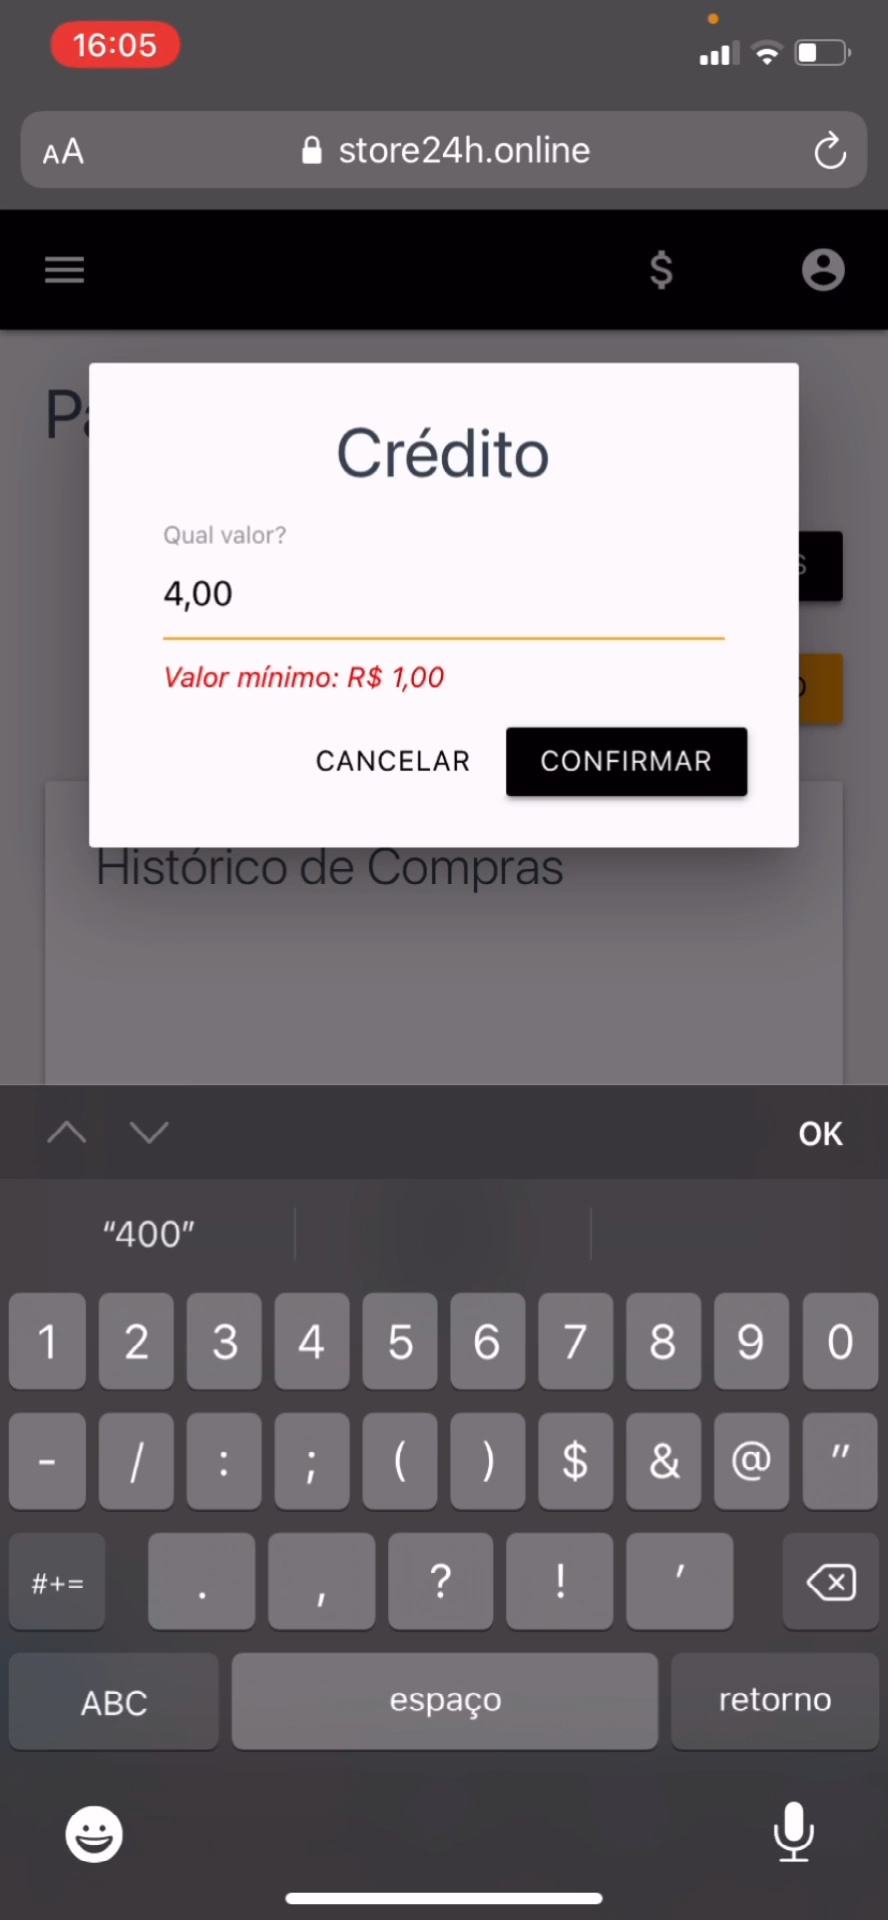 16:05
AA store24h.online
$
Crédito
Qual valor?
4,00
Valor mínimo: R$ 1,00
CANCELAR CONFIRMAR
Histórico de Compras
OK
“400”
1 2 3 4 5 6 7 8 9 0
- / : ; ( ) $ & @ "
#+= . , ? ! '
ABC espaço retorno